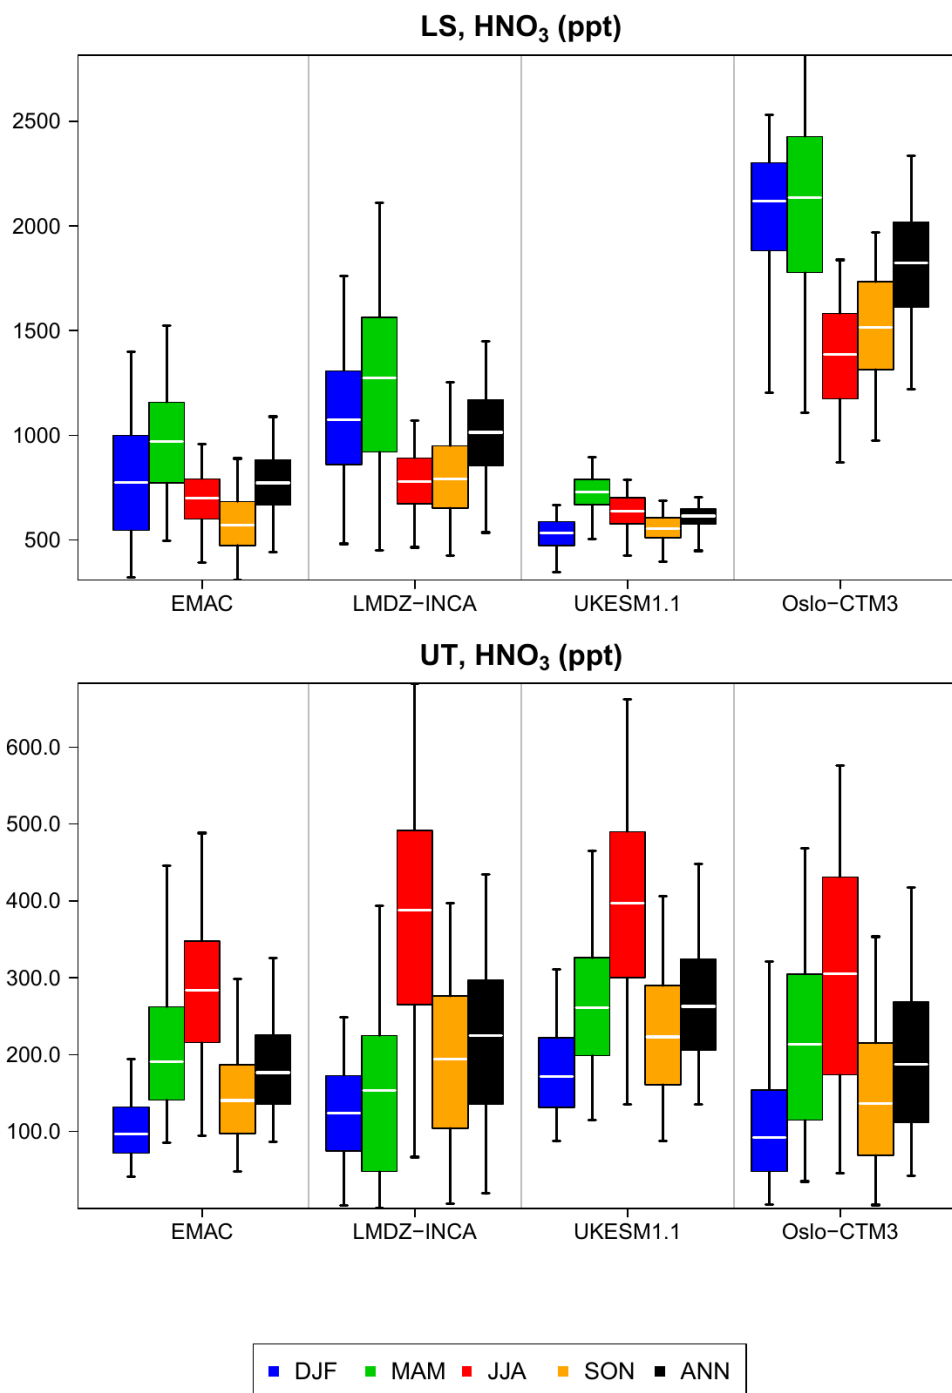 LS, HNO₃ (ppt)
2500
2000
1500
1000
500
EMAC LMDZ−INCA UKESM1.1 Oslo−CTM3
UT, HNO₃ (ppt)
600.0
500.0
400.0
300.0
200.0
100.0
EMAC LMDZ−INCA UKESM1.1 Oslo−CTM3
DJF MAM JJA SON ANN